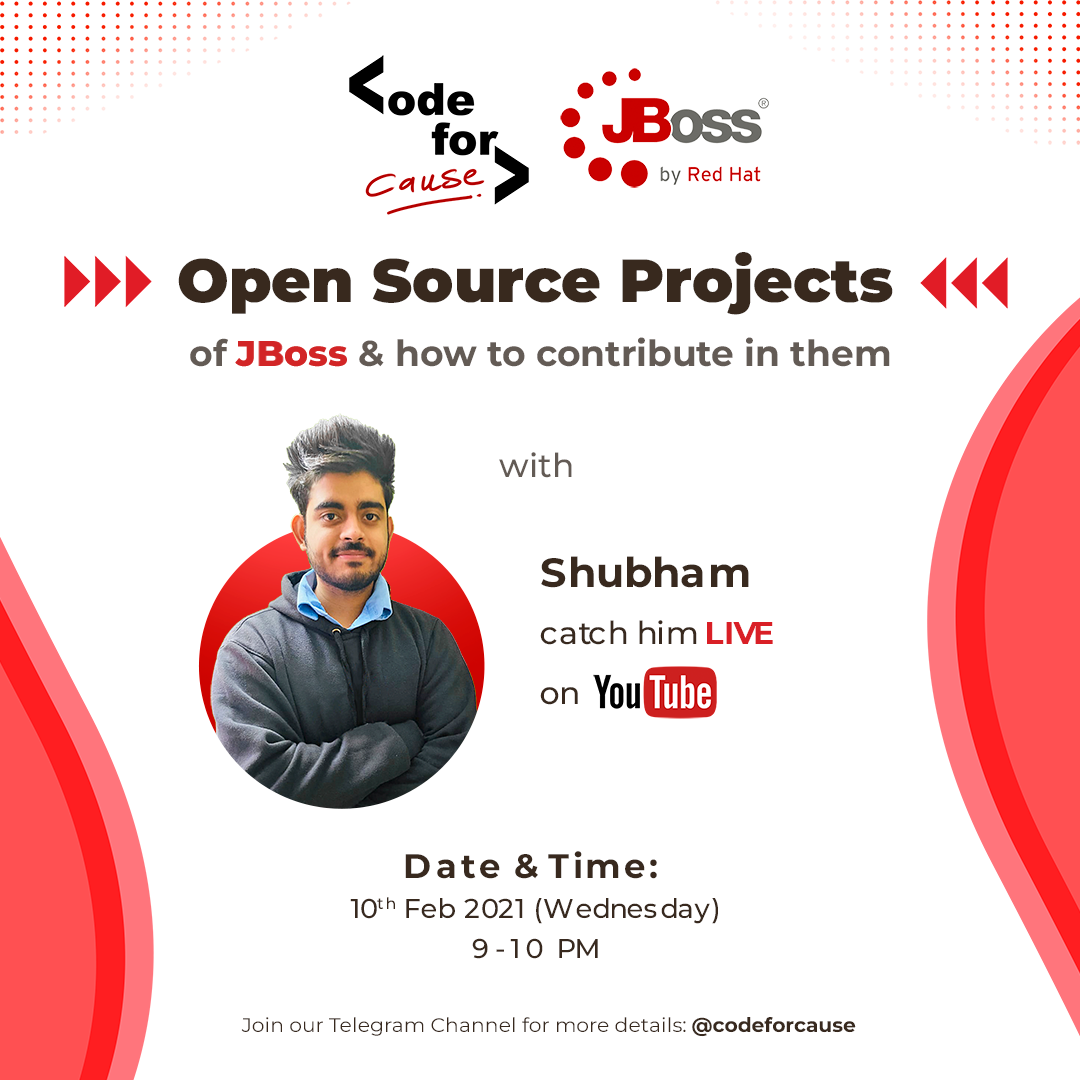 <ode
for>
cause.
JBoss®
by Red Hat
Open Source Projects
of JBoss & how to contribute in them
with
Shubham
catch him LIVE
on YouTube
Date & Time:
10th Feb 2021 (Wednesday)
9-10 PM
Join our Telegram Channel for more details: @codeforcause